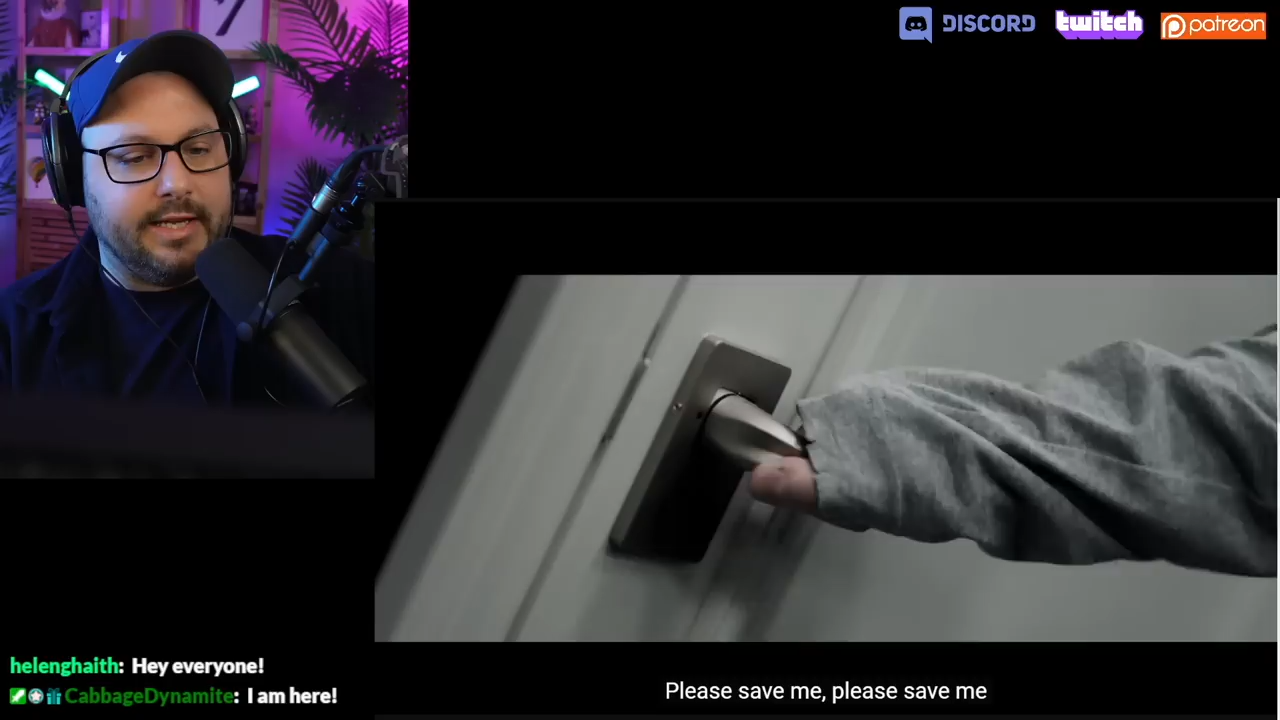 DISCORD twitch patreon
helenghaith: Hey everyone!
CabbageDynamite: I am here!
Please save me, please save me